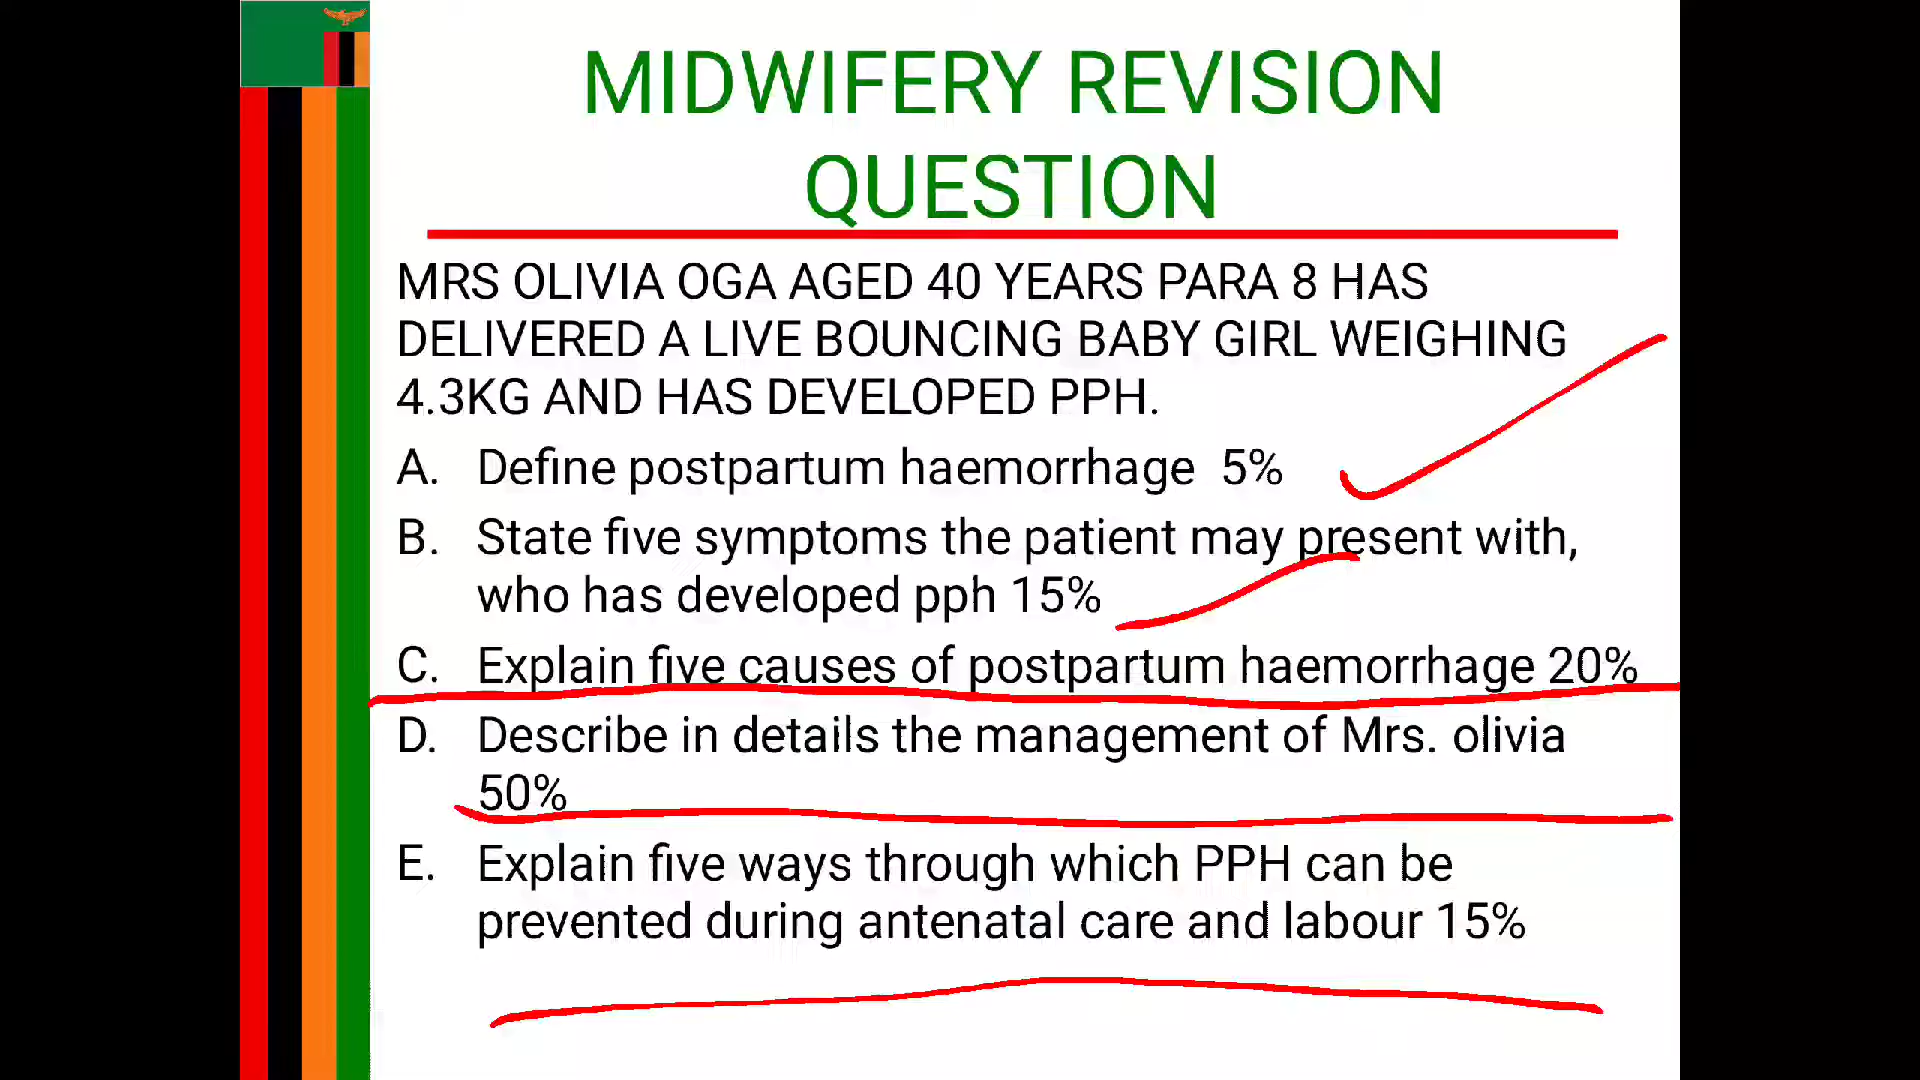 MIDWIFERY REVISION
QUESTION
MRS OLIVIA OGA AGED 40 YEARS PARA 8 HAS
DELIVERED A LIVE BOUNCING BABY GIRL WEIGHING
4.3KG AND HAS DEVELOPED PPH.
A. Define postpartum haemorrhage 5%
B. State five symptoms the patient may present with,
who has developed pph 15%
C. Explain five causes of postpartum haemorrhage 20%
D. Describe in details the management of Mrs. olivia
50%
E. Explain five ways through which PPH can be
prevented during antenatal care and labour 15%